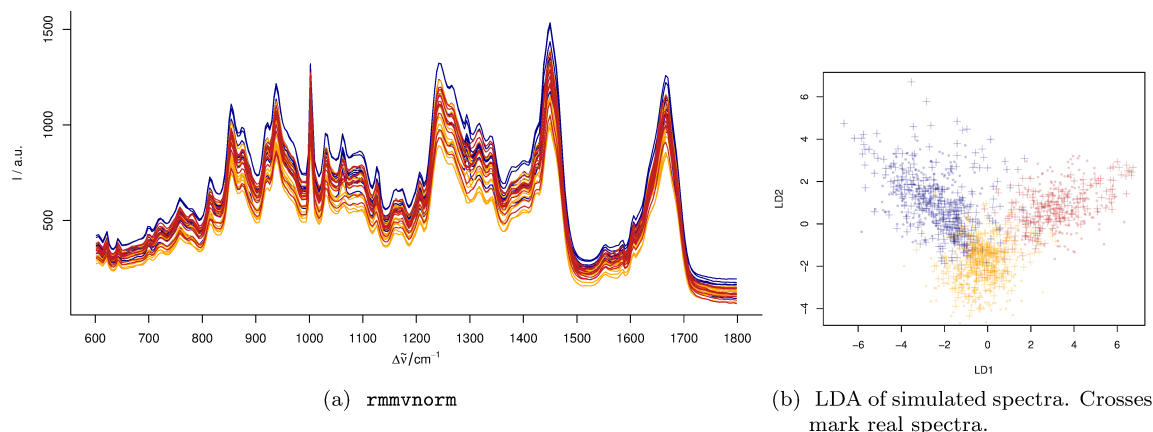 1500
1000
500
I / a.u.
600 700 800 900 1000 1100 1200 1300 1400 1500 1600 1700 1800
Δν̃/cm⁻¹
(a) rmmvnorm
6
4
2
0
−2
−4
LD2
−6 −4 −2 0 2 4 6
LD1
(b) LDA of simulated spectra. Crosses
mark real spectra.